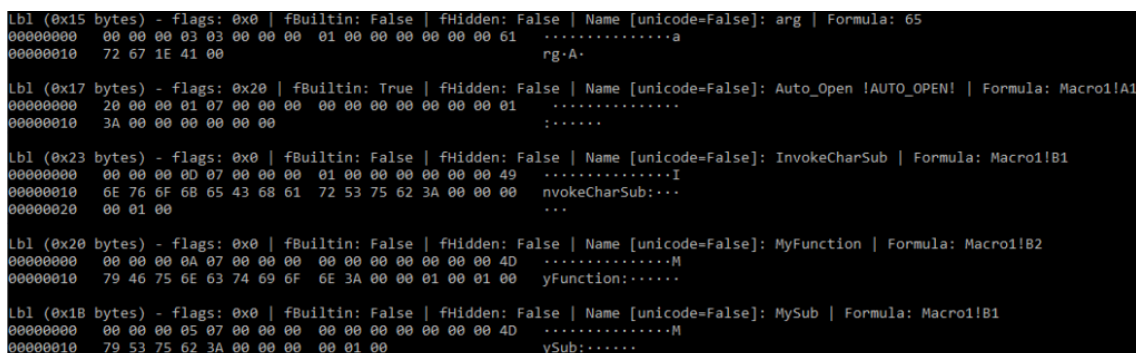 Lbl (0x15 bytes) - flags: 0x0 | fBuiltin: False | fHidden: False | Name [unicode=False]: arg | Formula: 65
00000000   00 00 00 03 03 00 00 00  01 00 00 00 00 00 00 61   ···············a
00000010   72 67 1E 41 00                                     rg·A·
Lbl (0x17 bytes) - flags: 0x20 | fBuiltin: True | fHidden: False | Name [unicode=False]: Auto_Open !AUTO_OPEN! | Formula: Macro1!A1
00000000   20 00 00 01 07 00 00 00  00 00 00 00 00 00 00 01    ···············
00000010   3A 00 00 00 00 00 00                               :······
Lbl (0x23 bytes) - flags: 0x0 | fBuiltin: False | fHidden: False | Name [unicode=False]: InvokeCharSub | Formula: Macro1!B1
00000000   00 00 00 0D 07 00 00 00  01 00 00 00 00 00 00 49   ···············I
00000010   6E 76 6F 6B 65 43 68 61  72 53 75 62 3A 00 00 00   nvokeCharSub:···
00000020   00 01 00                                           ···
Lbl (0x20 bytes) - flags: 0x0 | fBuiltin: False | fHidden: False | Name [unicode=False]: MyFunction | Formula: Macro1!B2
00000000   00 00 00 0A 07 00 00 00  00 00 00 00 00 00 00 4D   ···············M
00000010   79 46 75 6E 63 74 69 6F  6E 3A 00 00 01 00 01 00   yFunction:······
Lbl (0x1B bytes) - flags: 0x0 | fBuiltin: False | fHidden: False | Name [unicode=False]: MySub | Formula: Macro1!B1
00000000   00 00 00 05 07 00 00 00  00 00 00 00 00 00 00 4D   ···············M
00000010   79 53 75 62 3A 00 00 00  00 01 00                  ySub:······